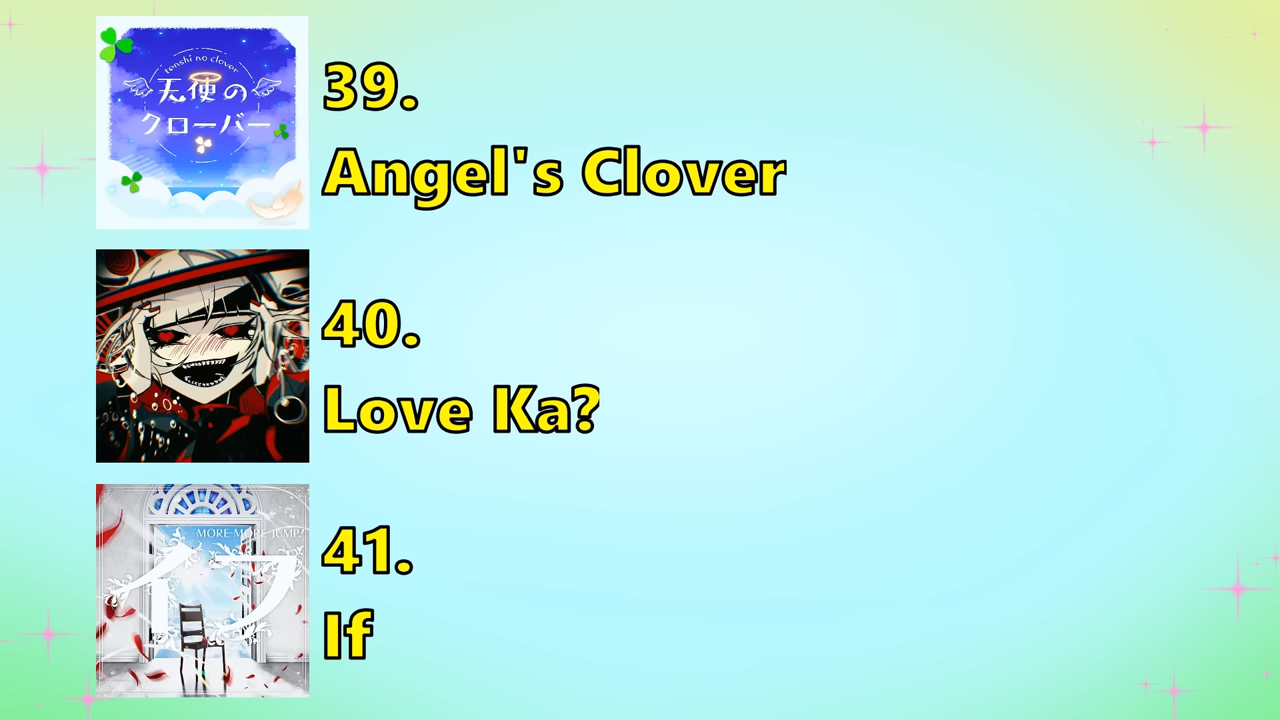 tenshi no clover
天使の
クローバー
39.
Angel's Clover
40.
Love Ka?
MORE MORE JUMP!
イフ
41.
If